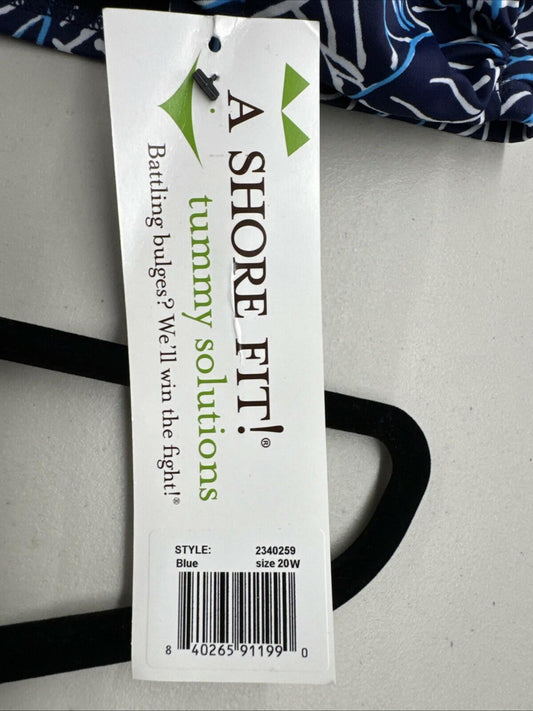 A SHORE FIT!®
tummy solutions
Battling bulges? We'll win the fight!®
STYLE: 2340259
Blue size 20W
8 40265 91199 0